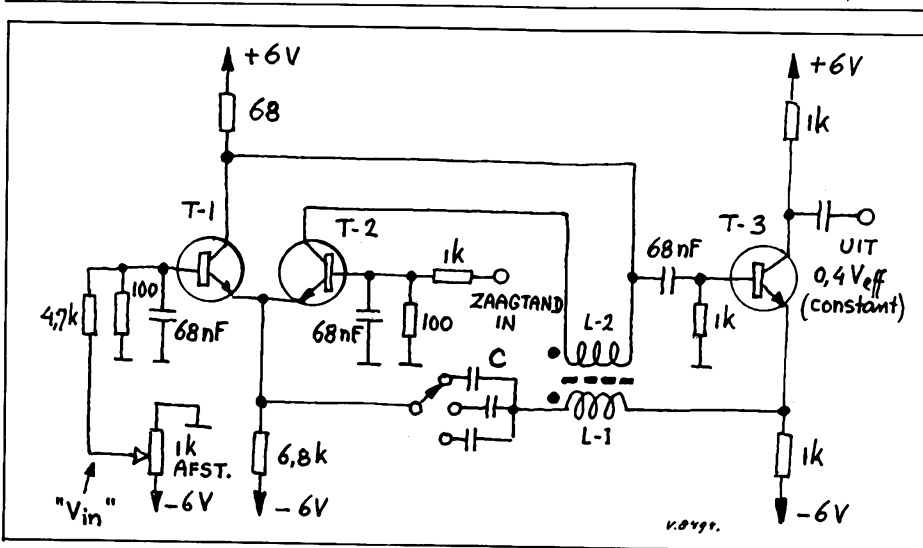 +6V
68
T-1
T-2
1k
ZAAGTAND
IN
4,7k
100
68nF
68nF
100
"Vin"
1k
AFST.
-6V
6,8k
-6V
C
L-2
L-1
68nF
1k
T-3
+6V
1k
UIT
0,4 Veff
(constant)
1k
-6V